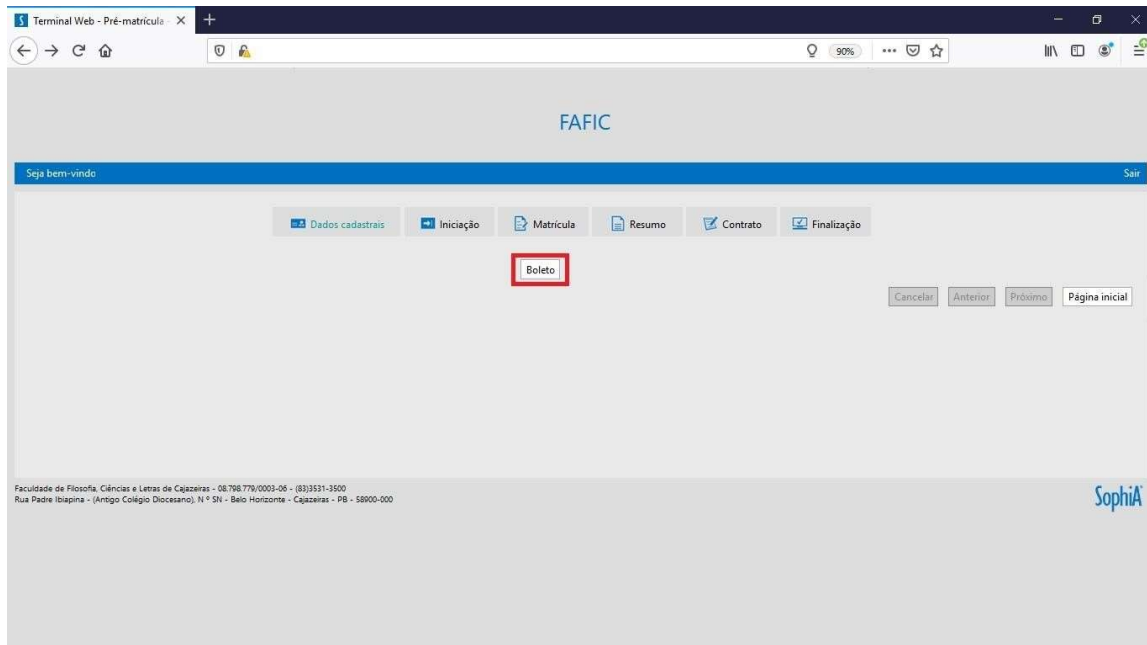 Terminal Web - Pré-matrícula -
90%
FAFIC
Seja bem-vindo Sair
Dados cadastrais Iniciação Matrícula Resumo Contrato Finalização
Boleto
Cancelar Anterior Próximo Página inicial
Faculdade de Filosofia, Ciências e Letras de Cajazeiras - 08.798.779/0003-06 - (83)3531-3500
Rua Padre Ibiapina - (Antigo Colégio Diocesano), N º SN - Belo Horizonte - Cajazeiras - PB - 58900-000
SophiA